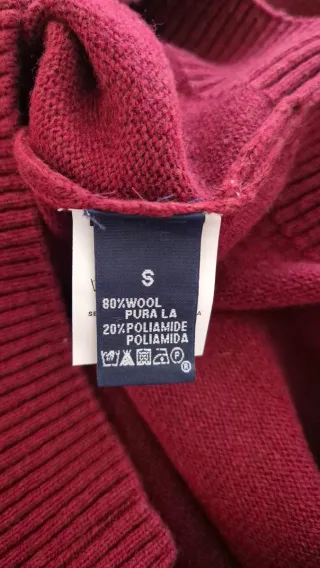 S
80%WOOL
PURA LA
20%POLIAMIDE
POLIAMIDA
P
®